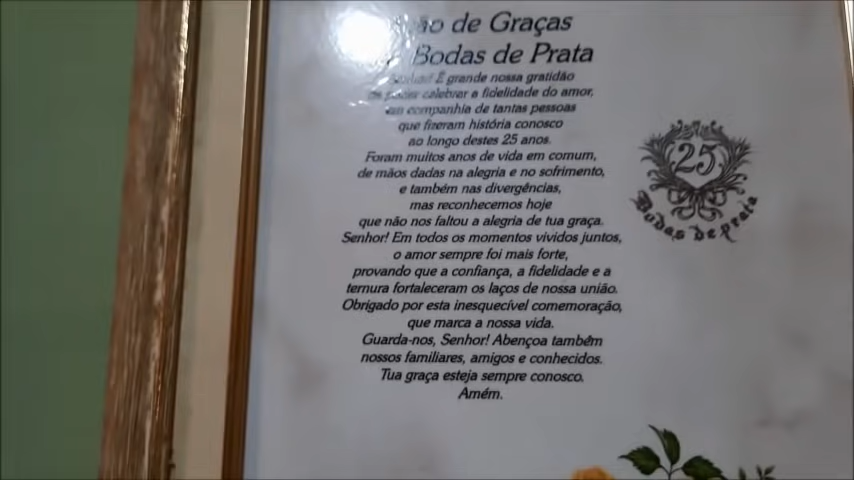 de Graças
Bodas de Prata
É grande nossa gratidão
celebrar a fidelidade do amor,
em companhia de tantas pessoas
que fizeram história conosco
ao longo destes 25 anos.
Foram muitos anos de vida em comum,
de mãos dadas na alegria e no sofrimento,
e também nas divergências,
mas reconhecemos hoje
que não nos faltou a alegria de tua graça.
Senhor! Em todos os momentos vividos juntos,
o amor sempre foi mais forte,
provando que a confiança, a fidelidade e a
ternura fortaleceram os laços de nossa união.
Obrigado por esta inesquecível comemoração,
que marca a nossa vida.
Guarda-nos, Senhor! Abençoa também
nossos familiares, amigos e conhecidos.
Tua graça esteja sempre conosco.
Amém.
25
Bodas de prata